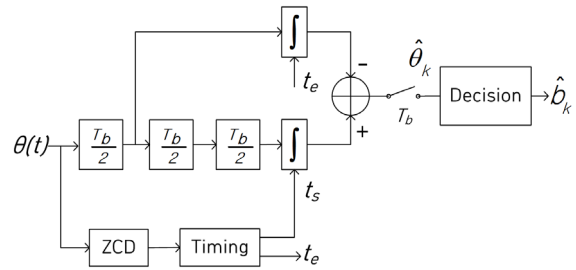 ∫
−
t_e
θ̂_k
T_b
Decision
b̂_k
+
θ(t)
T_b/2
T_b/2
T_b/2
∫
t_s
ZCD
Timing
t_e